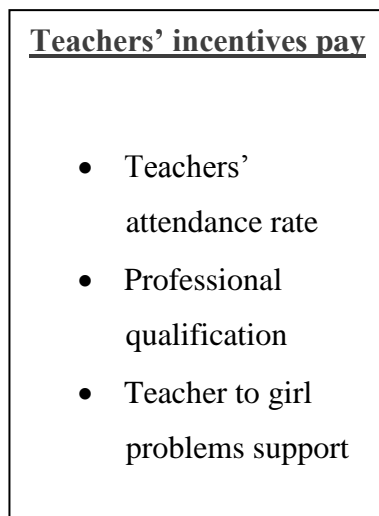 Teachers’ incentives pay
• Teachers’
attendance rate
• Professional
qualification
• Teacher to girl
problems support